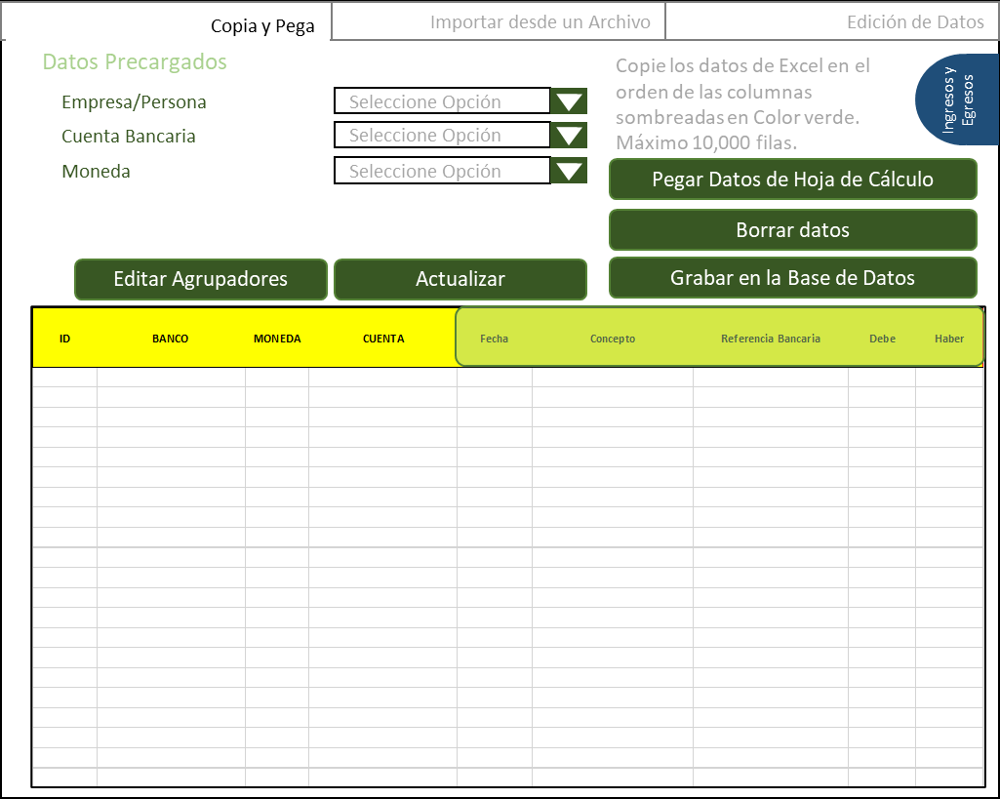 Copia y Pega
Importar desde un Archivo
Edición de Datos
Datos Precargados
Empresa/Persona
Seleccione Opción
Cuenta Bancaria
Seleccione Opción
Moneda
Seleccione Opción
Copie los datos de Excel en el
orden de las columnas
sombreadas en Color verde.
Máximo 10,000 filas.
Ingresos y
Egresos
Pegar Datos de Hoja de Cálculo
Borrar datos
Editar Agrupadores
Actualizar
Grabar en la Base de Datos
ID BANCO MONEDA CUENTA Fecha Concepto Referencia Bancaria Debe Haber